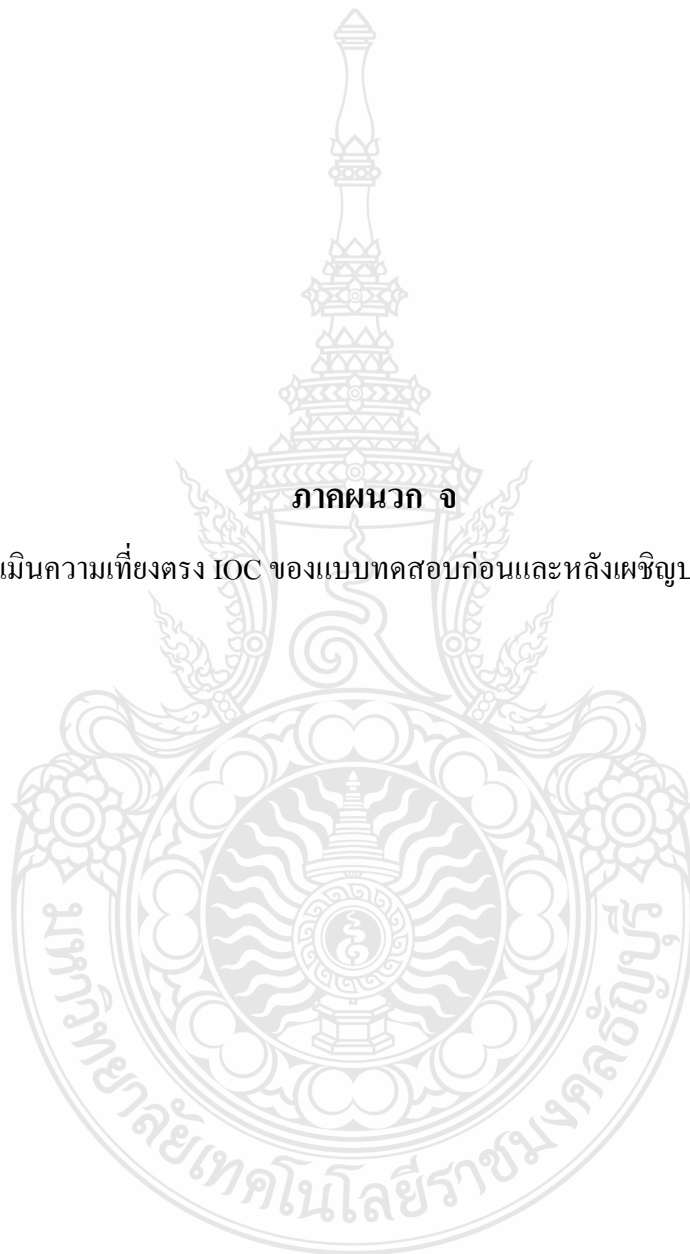 ภาคผนวก จ
เมินความเที่ยงตรง IOC ของแบบทดสอบก่อนและหลังเผชิญป
มหาวิทยาลัยเทคโนโลยีราชมงคลธัญบุรี